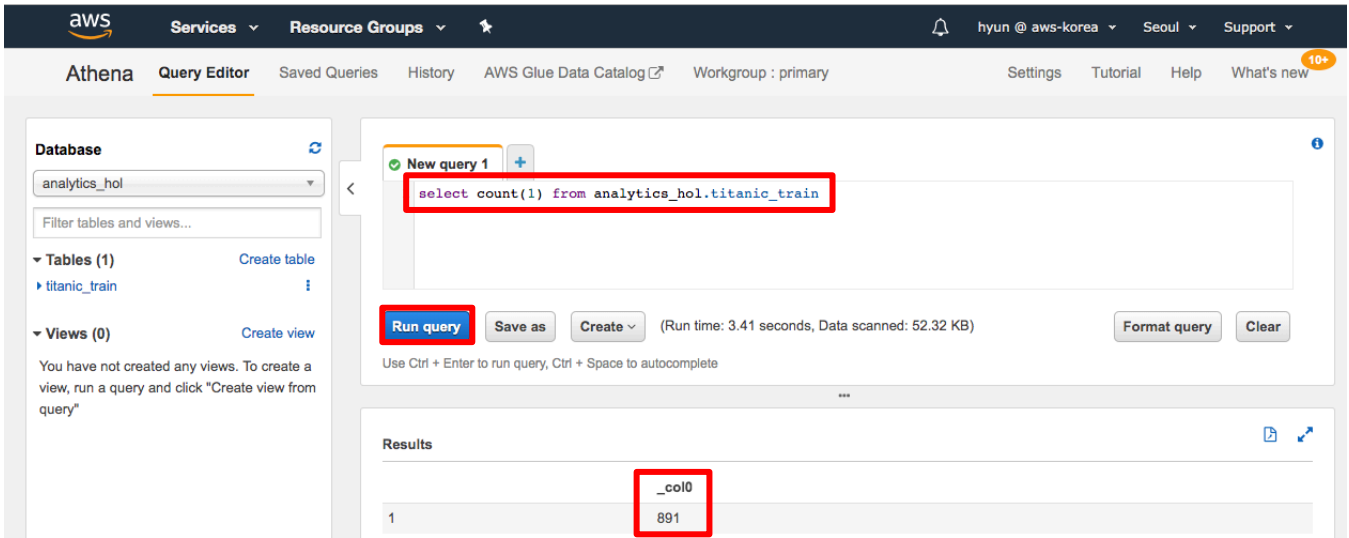 aws Services Resource Groups hyun @ aws-korea Seoul Support
Athena Query Editor Saved Queries History AWS Glue Data Catalog Workgroup : primary Settings Tutorial Help What's new 10+
Database
analytics_hol
Filter tables and views...
Tables (1) Create table
titanic_train
Views (0) Create view
You have not created any views. To create a
view, run a query and click "Create view from
query"
New query 1 +
select count(1) from analytics_hol.titanic_train
Run query Save as Create (Run time: 3.41 seconds, Data scanned: 52.32 KB) Format query Clear
Use Ctrl + Enter to run query, Ctrl + Space to autocomplete
Results
_col0
1 891